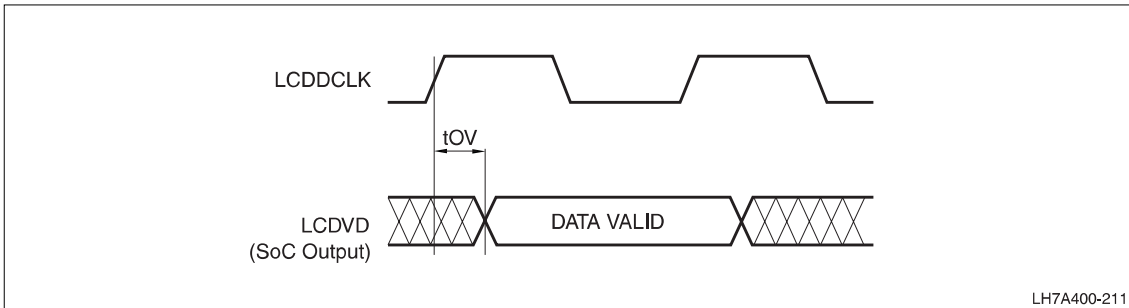 LCDDCLK
tOV
LCDVD
(SoC Output)
DATA VALID
LH7A400-211